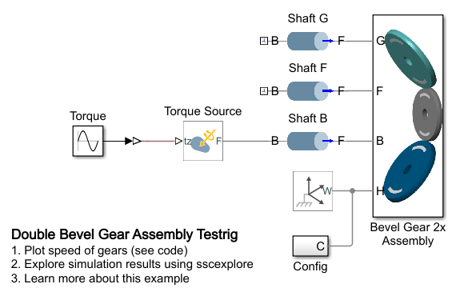 Shaft G
B F G
Shaft F
B F F
Torque
Torque Source
Shaft B
tz F B F B
W H
Bevel Gear 2x
Assembly
C
Config
Double Bevel Gear Assembly Testrig
1. Plot speed of gears (see code)
2. Explore simulation results using sscexplore
3. Learn more about this example